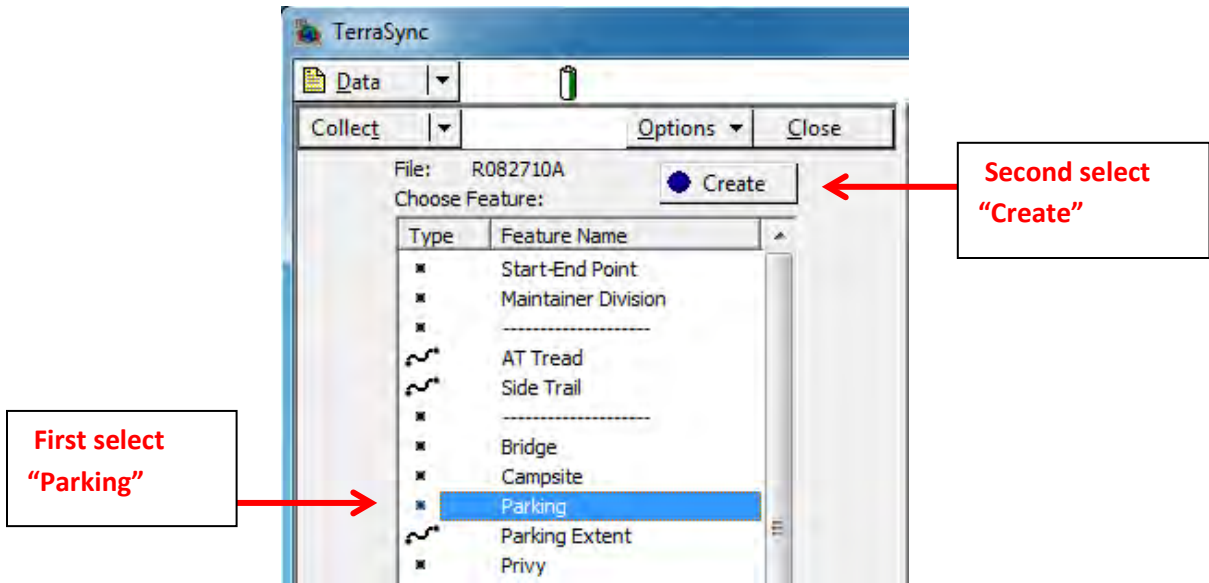 TerraSync
Data
Collect Options Close
File: R082710A Create
Choose Feature:
Second select
“Create”
Type Feature Name
Start-End Point
Maintainer Division
---------------------
AT Tread
Side Trail
---------------------
First select
“Parking”
Bridge
Campsite
Parking
Parking Extent
Privy